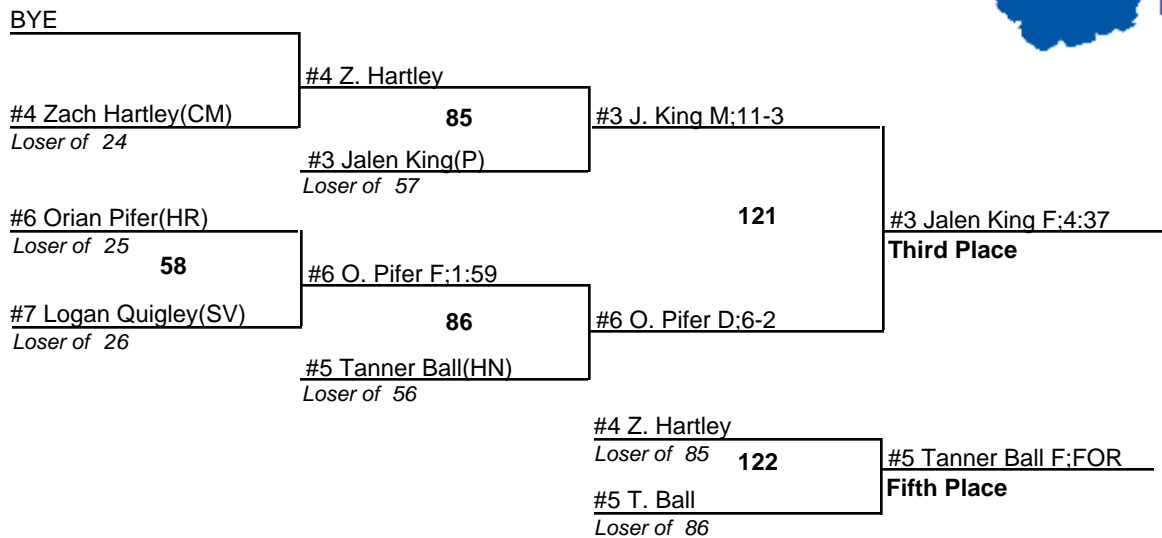 BYE
#4 Z. Hartley
#4 Zach Hartley(CM)
85
#3 J. King M;11-3
Loser of 24
#3 Jalen King(P)
Loser of 57
#6 Orian Pifer(HR)
121
#3 Jalen King F;4:37
Loser of 25
Third Place
58
#6 O. Pifer F;1:59
#7 Logan Quigley(SV)
86
#6 O. Pifer D;6-2
Loser of 26
#5 Tanner Ball(HN)
Loser of 56
#4 Z. Hartley
Loser of 85
122
#5 Tanner Ball F;FOR
Fifth Place
#5 T. Ball
Loser of 86